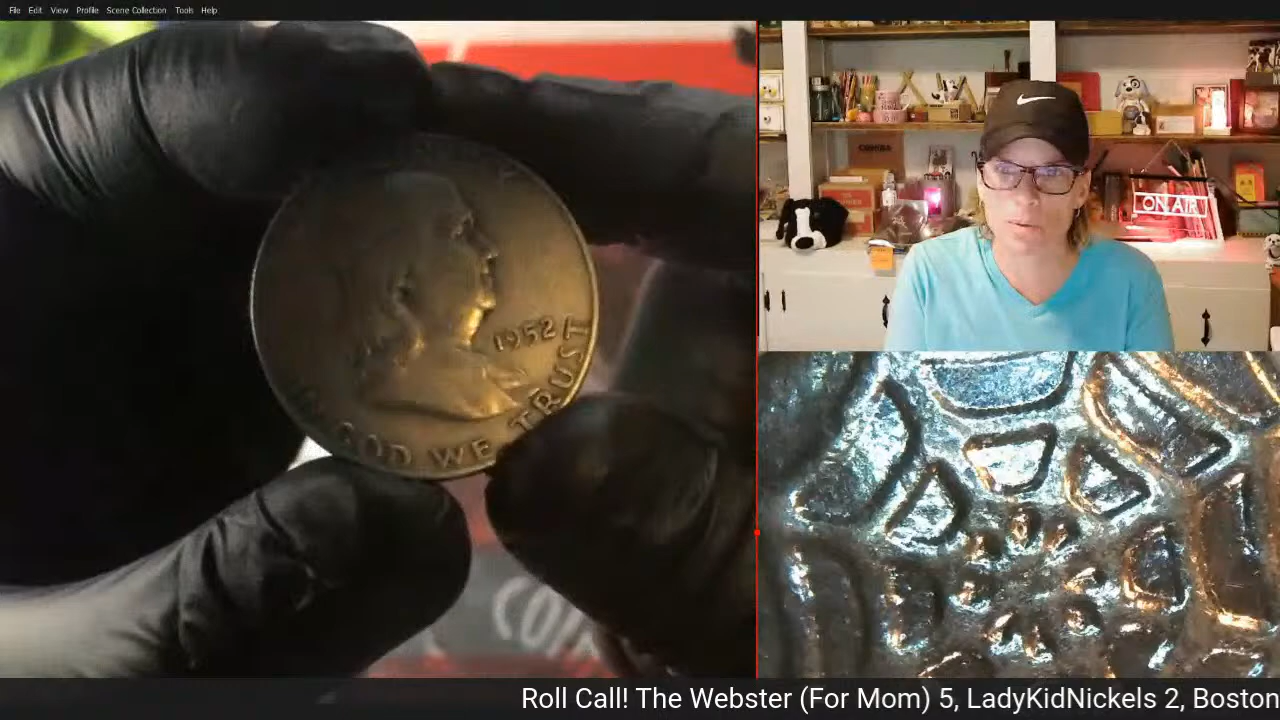 File Edit View Profile Scene Collection Tools Help
1952
GOD WE TRUST
ON AIR
COIN
Roll Call! The Webster (For Mom) 5, LadyKidNickels 2, Boston